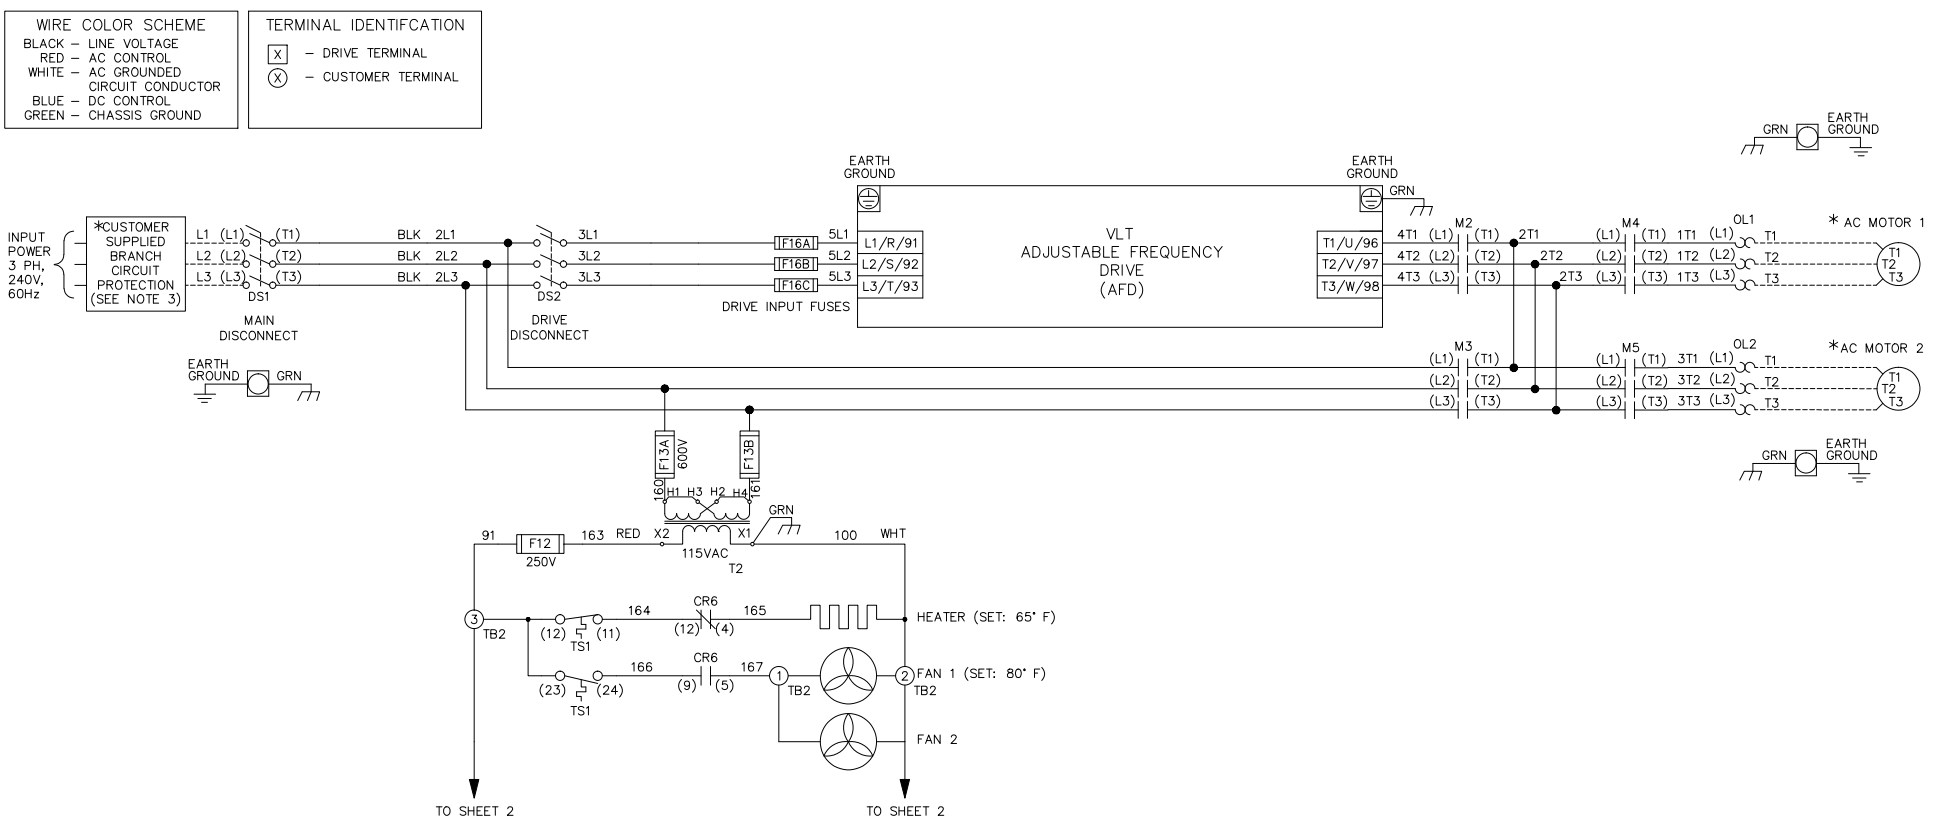 WIRE COLOR SCHEME
BLACK – LINE VOLTAGE
RED – AC CONTROL
WHITE – AC GROUNDED
CIRCUIT CONDUCTOR
BLUE – DC CONTROL
GREEN – CHASSIS GROUND
TERMINAL IDENTIFCATION
X – DRIVE TERMINAL
X – CUSTOMER TERMINAL
GRN
EARTH
GROUND
INPUT
POWER
3 PH,
240V,
60Hz
*CUSTOMER
SUPPLIED
BRANCH
CIRCUIT
PROTECTION
(SEE NOTE 3)
L1 (L1) (T1) BLK 2L1 3L1 F16A 5L1
L2 (L2) (T2) BLK 2L2 3L2 F16B 5L2
L3 (L3) (T3) BLK 2L3 3L3 F16C 5L3
DS1
MAIN
DISCONNECT
DS2
DRIVE
DISCONNECT
DRIVE INPUT FUSES
EARTH
GROUND
L1/R/91
L2/S/92
L3/T/93
VLT
ADJUSTABLE FREQUENCY
DRIVE
(AFD)
EARTH
GROUND
GRN
T1/U/96
T2/V/97
T3/W/98
M2 M4 OL1
4T1 (L1) (T1) 2T1 (L1) (T1) 1T1 (L1) T1
4T2 (L2) (T2) 2T2 (L2) (T2) 1T2 (L2) T2
4T3 (L3) (T3) 2T3 (L3) (T3) 1T3 (L3) T3
* AC MOTOR 1
T1
T2
T3
EARTH
GROUND
GRN
M3 M5 OL2
(L1) (T1) (L1) (T1) 3T1 (L1) T1
(L2) (T2) (L2) (T2) 3T2 (L2) T2
(L3) (T3) (L3) (T3) 3T3 (L3) T3
*AC MOTOR 2
T1
T2
T3
GRN
EARTH
GROUND
F13A
600V
F13B
160
161
H1 H3 H2 H4
GRN
91 F12 163 RED X2 X1 100 WHT
250V
115VAC
T2
3
TB2
(12) (11)
TS1
164
CR6
(12) (4)
165
HEATER (SET: 65° F)
(23) (24)
TS1
166
CR6
(9) (5)
167
1
TB2
2
TB2
FAN 1 (SET: 80° F)
FAN 2
TO SHEET 2
TO SHEET 2